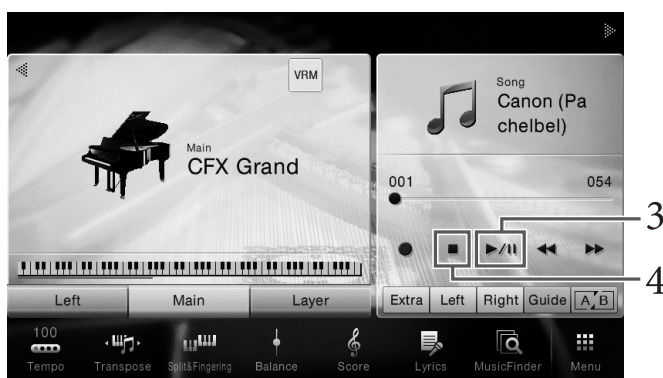 VRM
Main
CFX Grand
Left
Main
Layer
Song
Canon (Pa
chelbel)
001
054
3
4
Extra
Left
Right
Guide
A B
100
Tempo
Transpose
Split&Fingering
Balance
Score
Lyrics
MusicFinder
Menu